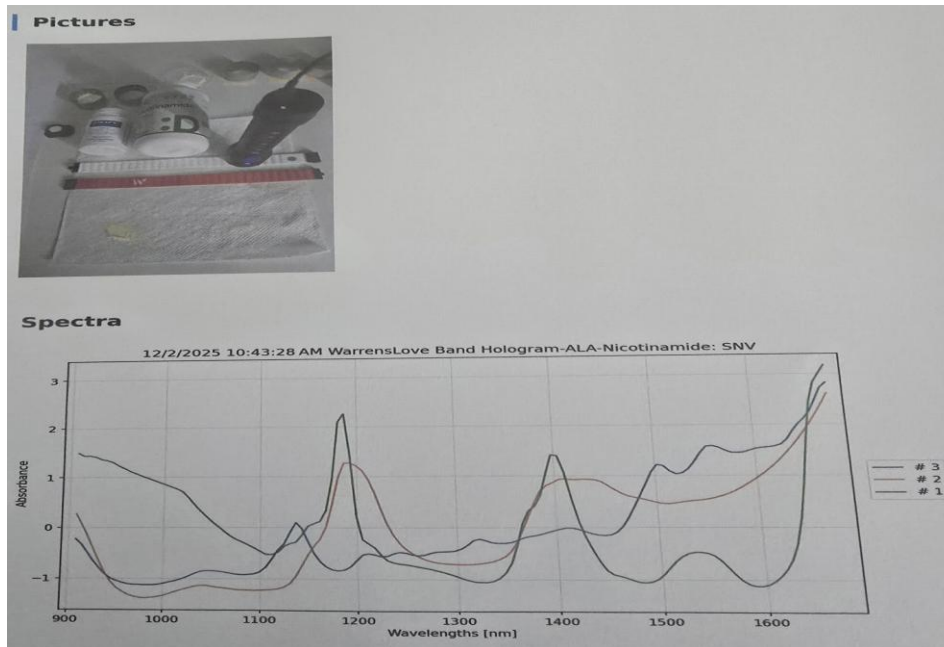 Pictures
:D
Spectra
12/2/2025 10:43:28 AM WarrensLove Band Hologram-ALA-Nicotinamide: SNV
Absorbance
3
2
1
0
−1
900 1000 1100 1200 1300 1400 1500 1600
Wavelengths [nm]
# 3
# 2
# 1